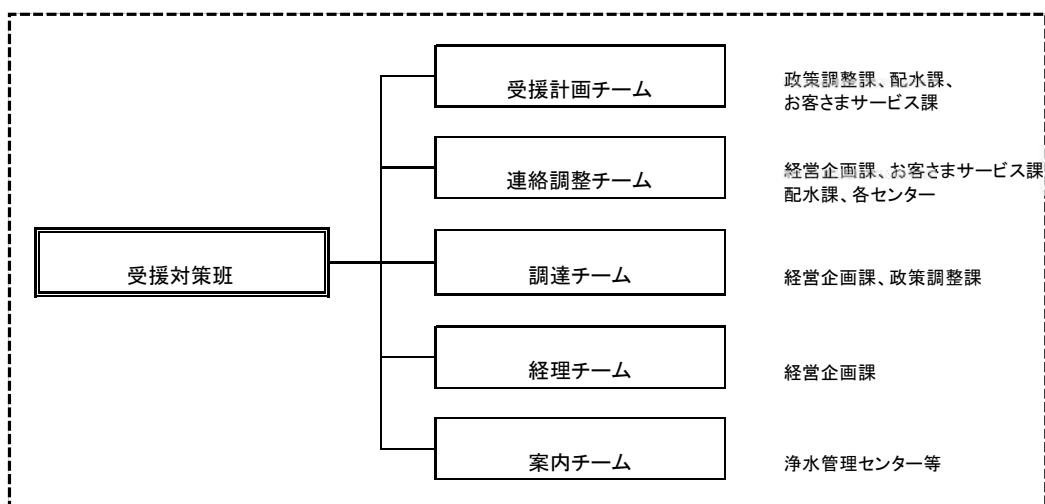 受援計画チーム
政策調整課、配水課、
お客さまサービス課
連絡調整チーム
経営企画課、お客さまサービス課
配水課、各センター
受援対策班
調達チーム
経営企画課、政策調整課
経理チーム
経営企画課
案内チーム
浄水管理センター等